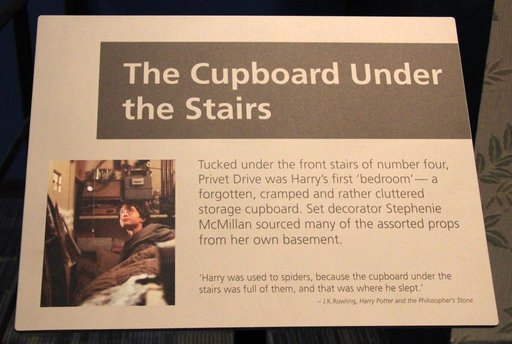 The Cupboard Under
the Stairs
Tucked under the front stairs of number four,
Privet Drive was Harry's first 'bedroom'— a
forgotten, cramped and rather cluttered
storage cupboard. Set decorator Stephenie
McMillan sourced many of the assorted props
from her own basement.
'Harry was used to spiders, because the cupboard under the
stairs was full of them, and that was where he slept.'
– J.K.Rowling, Harry Potter and the Philosopher's Stone